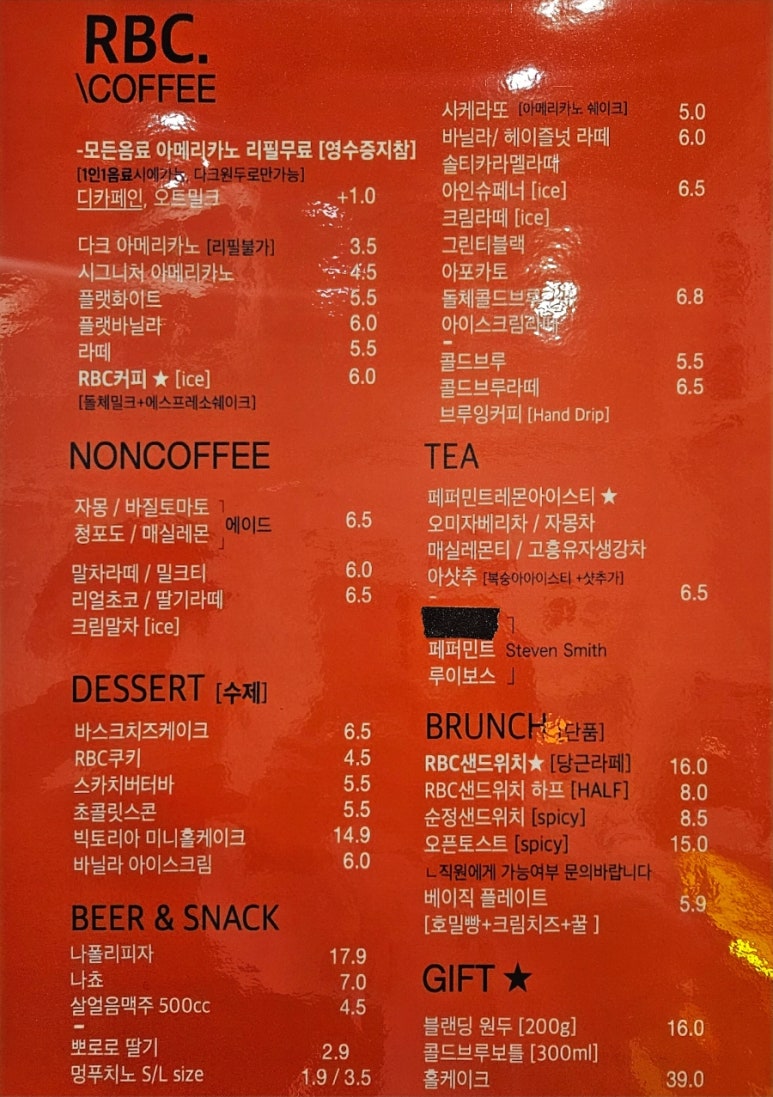 RBC.
\COFFEE
-모든음료 아메리카노 리필무료 [영수증지참]
[1인1음료시에가능, 다크원두로만가능]
디카페인, 오트밀크 +1.0
다크 아메리카노 [리필불가] 3.5
시그니처 아메리카노 4.5
플랫화이트 5.5
플랫바닐라 6.0
라떼 5.5
RBC커피 ★ [ice] 6.0
[돌체밀크+에스프레소쉐이크]
사케라또 [아메리카노 쉐이크] 5.0
바닐라/ 헤이즐넛 라떼 6.0
솔티카라멜라떼
아인슈페너 [ice] 6.5
크림라떼 [ice]
그린티블랙
아포카토
돌체콜드브루라떼 6.8
아이스크림라떼
-
콜드브루 5.5
콜드브루라떼 6.5
브루잉커피 [Hand Drip]
NONCOFFEE
자몽 / 바질토마토
청포도 / 매실레몬 에이드 6.5
말차라떼 / 밀크티 6.0
리얼초코 / 딸기라떼 6.5
크림말차 [ice]
TEA
페퍼민트레몬아이스티 ★
오미자베리차 / 자몽차
매실레몬티 / 고흥유자생강차
아샷추 [복숭아아이스티 +샷추가]
- 6.5
페퍼민트 Steven Smith
루이보스
DESSERT [수제]
바스크치즈케이크 6.5
RBC쿠키 4.5
스카치버터바 5.5
초콜릿스콘 5.5
빅토리아 미니홀케이크 14.9
바닐라 아이스크림 6.0
BRUNCH [단품]
RBC샌드위치★ [당근라페] 16.0
RBC샌드위치 하프 [HALF] 8.0
순정샌드위치 [spicy] 8.5
오픈토스트 [spicy] 15.0
ㄴ직원에게 가능여부 문의바랍니다
베이직 플레이트 5.9
[호밀빵+크림치즈+꿀 ]
BEER & SNACK
나폴리피자 17.9
나쵸 7.0
살얼음맥주 500cc 4.5
-
뽀로로 딸기 2.9
멍푸치노 S/L size 1.9 / 3.5
GIFT ★
블랜딩 원두 [200g] 16.0
콜드브루보틀 [300ml]
홀케이크 39.0